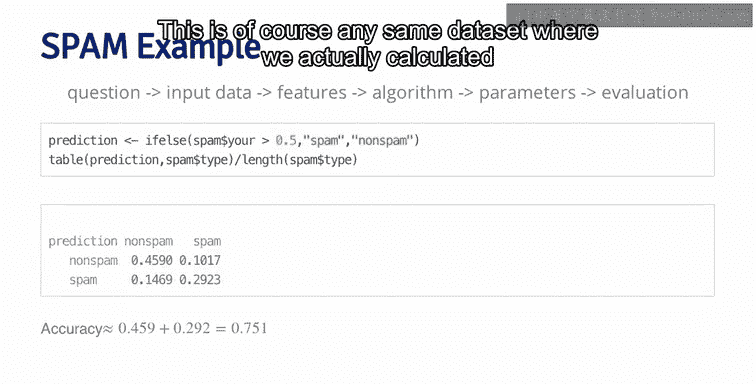 This is of course any same dataset where
we actually calculated
SPAM Example
question -> input data -> features -> algorithm -> parameters -> evaluation
prediction <- ifelse(spam$your > 0.5,"spam","nonspam")
table(prediction,spam$type)/length(spam$type)
prediction nonspam spam
nonspam 0.4590 0.1017
spam 0.1469 0.2923
Accuracy≈ 0.459 + 0.292 = 0.751